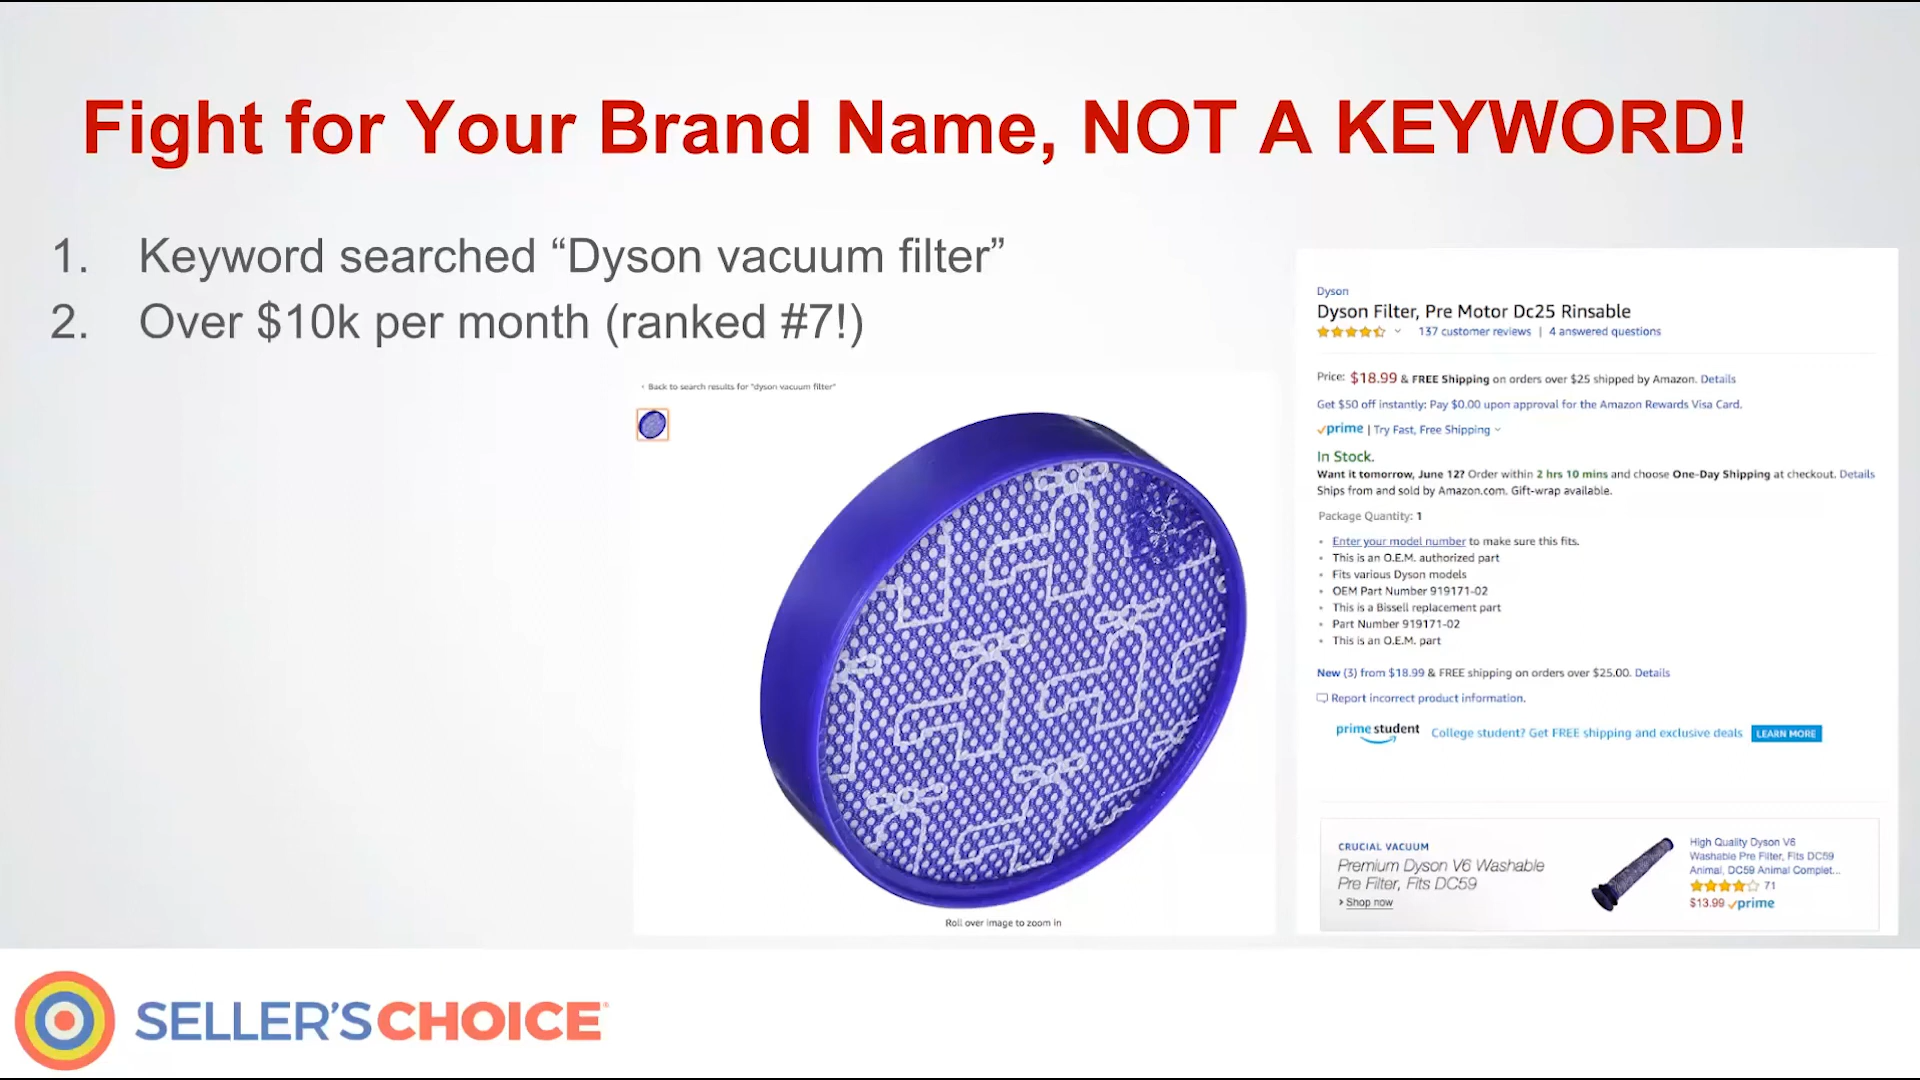 Fight for Your Brand Name, NOT A KEYWORD!
1. Keyword searched “Dyson vacuum filter”
2. Over $10k per month (ranked #7!)
‹ Back to search results for "dyson vacuum filter"
Roll over image to zoom in
Dyson
Dyson Filter, Pre Motor Dc25 Rinsable
137 customer reviews | 4 answered questions
Price: $18.99 & FREE Shipping on orders over $25 shipped by Amazon. Details
Get $50 off instantly: Pay $0.00 upon approval for the Amazon Rewards Visa Card.
prime | Try Fast, Free Shipping
In Stock.
Want it tomorrow, June 12? Order within 2 hrs 10 mins and choose One-Day Shipping at checkout. Details
Ships from and sold by Amazon.com. Gift-wrap available.
Package Quantity: 1
• Enter your model number to make sure this fits.
• This is an O.E.M. authorized part
• Fits various Dyson models
• OEM Part Number 919171-02
• This is a Bissell replacement part
• Part Number 919171-02
• This is an O.E.M. part
New (3) from $18.99 & FREE shipping on orders over $25.00. Details
Report incorrect product information.
prime student College student? Get FREE shipping and exclusive deals LEARN MORE
CRUCIAL VACUUM
Premium Dyson V6 Washable
Pre Filter, Fits DC59
› Shop now
High Quality Dyson V6
Washable Pre Filter, Fits DC59
Animal, DC59 Animal Complet...
71
$13.99 prime
SELLER'S CHOICE